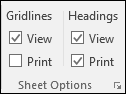 Gridlines Headings
View View
Print Print
Sheet Options